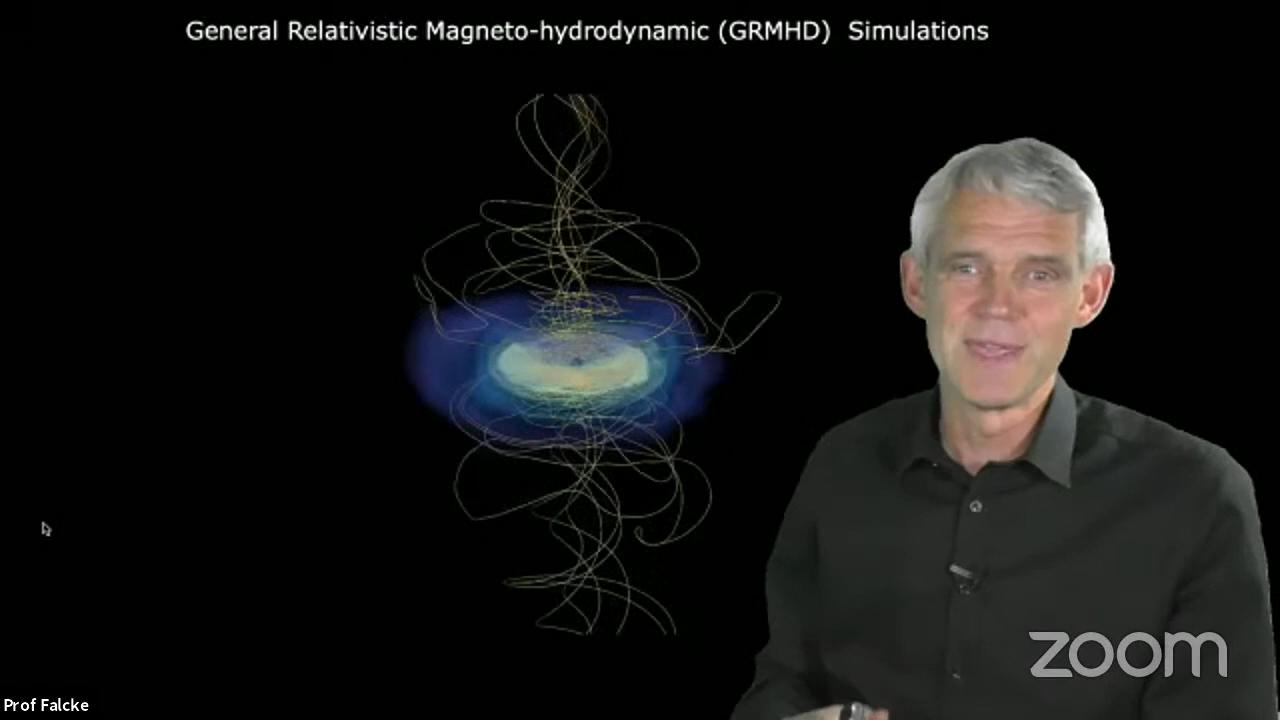 General Relativistic Magneto-hydrodynamic (GRMHD) Simulations
zoom
Prof Falcke